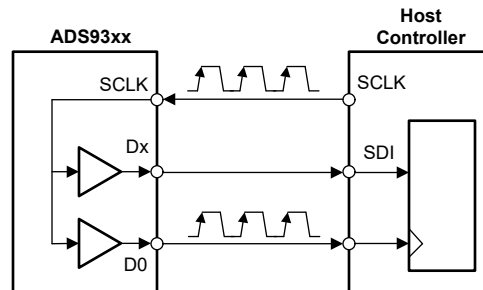 Host
Controller
ADS93xx
SCLK
SCLK
Dx
SDI
D0